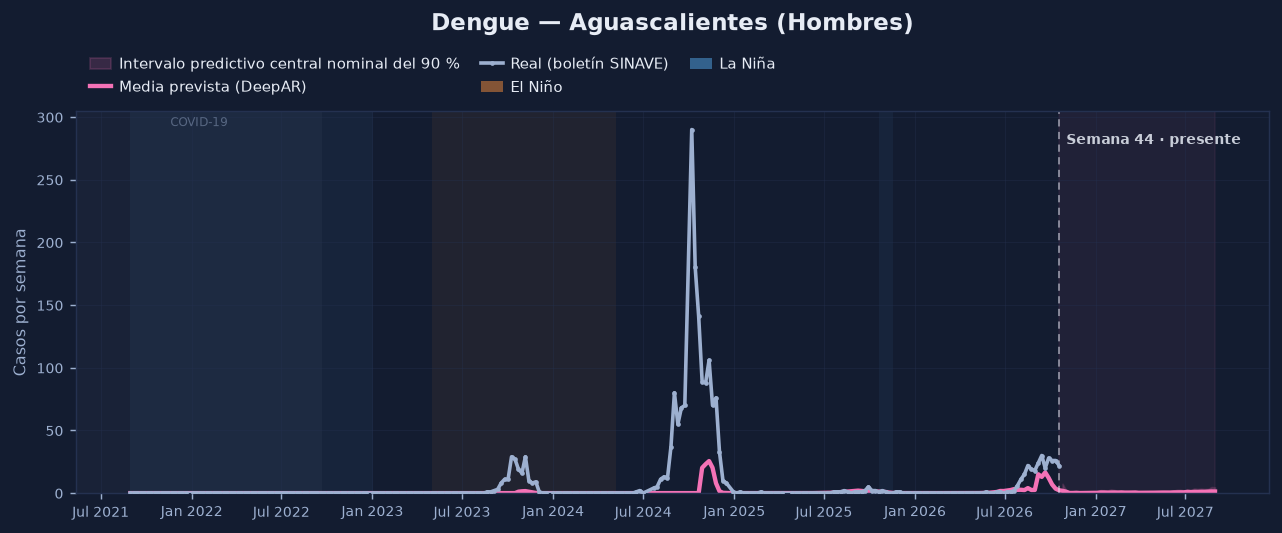 Dengue — Aguascalientes (Hombres)
Intervalo predictivo central nominal del 90 %
Real (boletín SINAVE)
La Niña
Media prevista (DeepAR)
El Niño
COVID-19
Semana 44 · presente
Casos por semana
300
250
200
150
100
50
0
Jul 2021
Jan 2022
Jul 2022
Jan 2023
Jul 2023
Jan 2024
Jul 2024
Jan 2025
Jul 2025
Jan 2026
Jul 2026
Jan 2027
Jul 2027